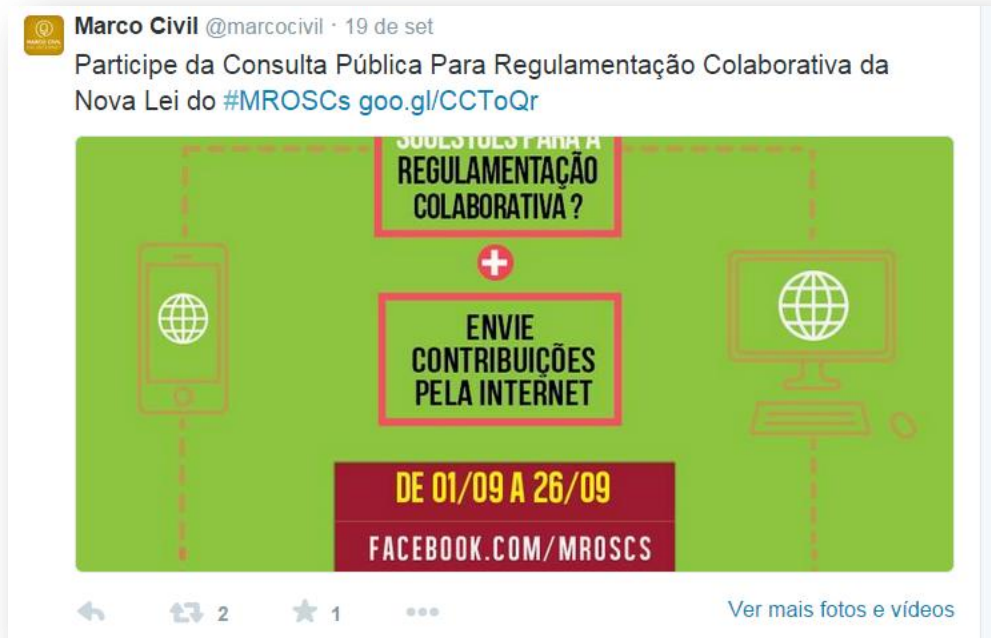 Marco Civil @marcocivil · 19 de set
Participe da Consulta Pública Para Regulamentação Colaborativa da
Nova Lei do #MROSCs goo.gl/CCToQr
SUGESTÕES PARA A
REGULAMENTAÇÃO
COLABORATIVA?
ENVIE
CONTRIBUIÇÕES
PELA INTERNET
DE 01/09 A 26/09
FACEBOOK.COM/MROSCS
2 1
Ver mais fotos e vídeos